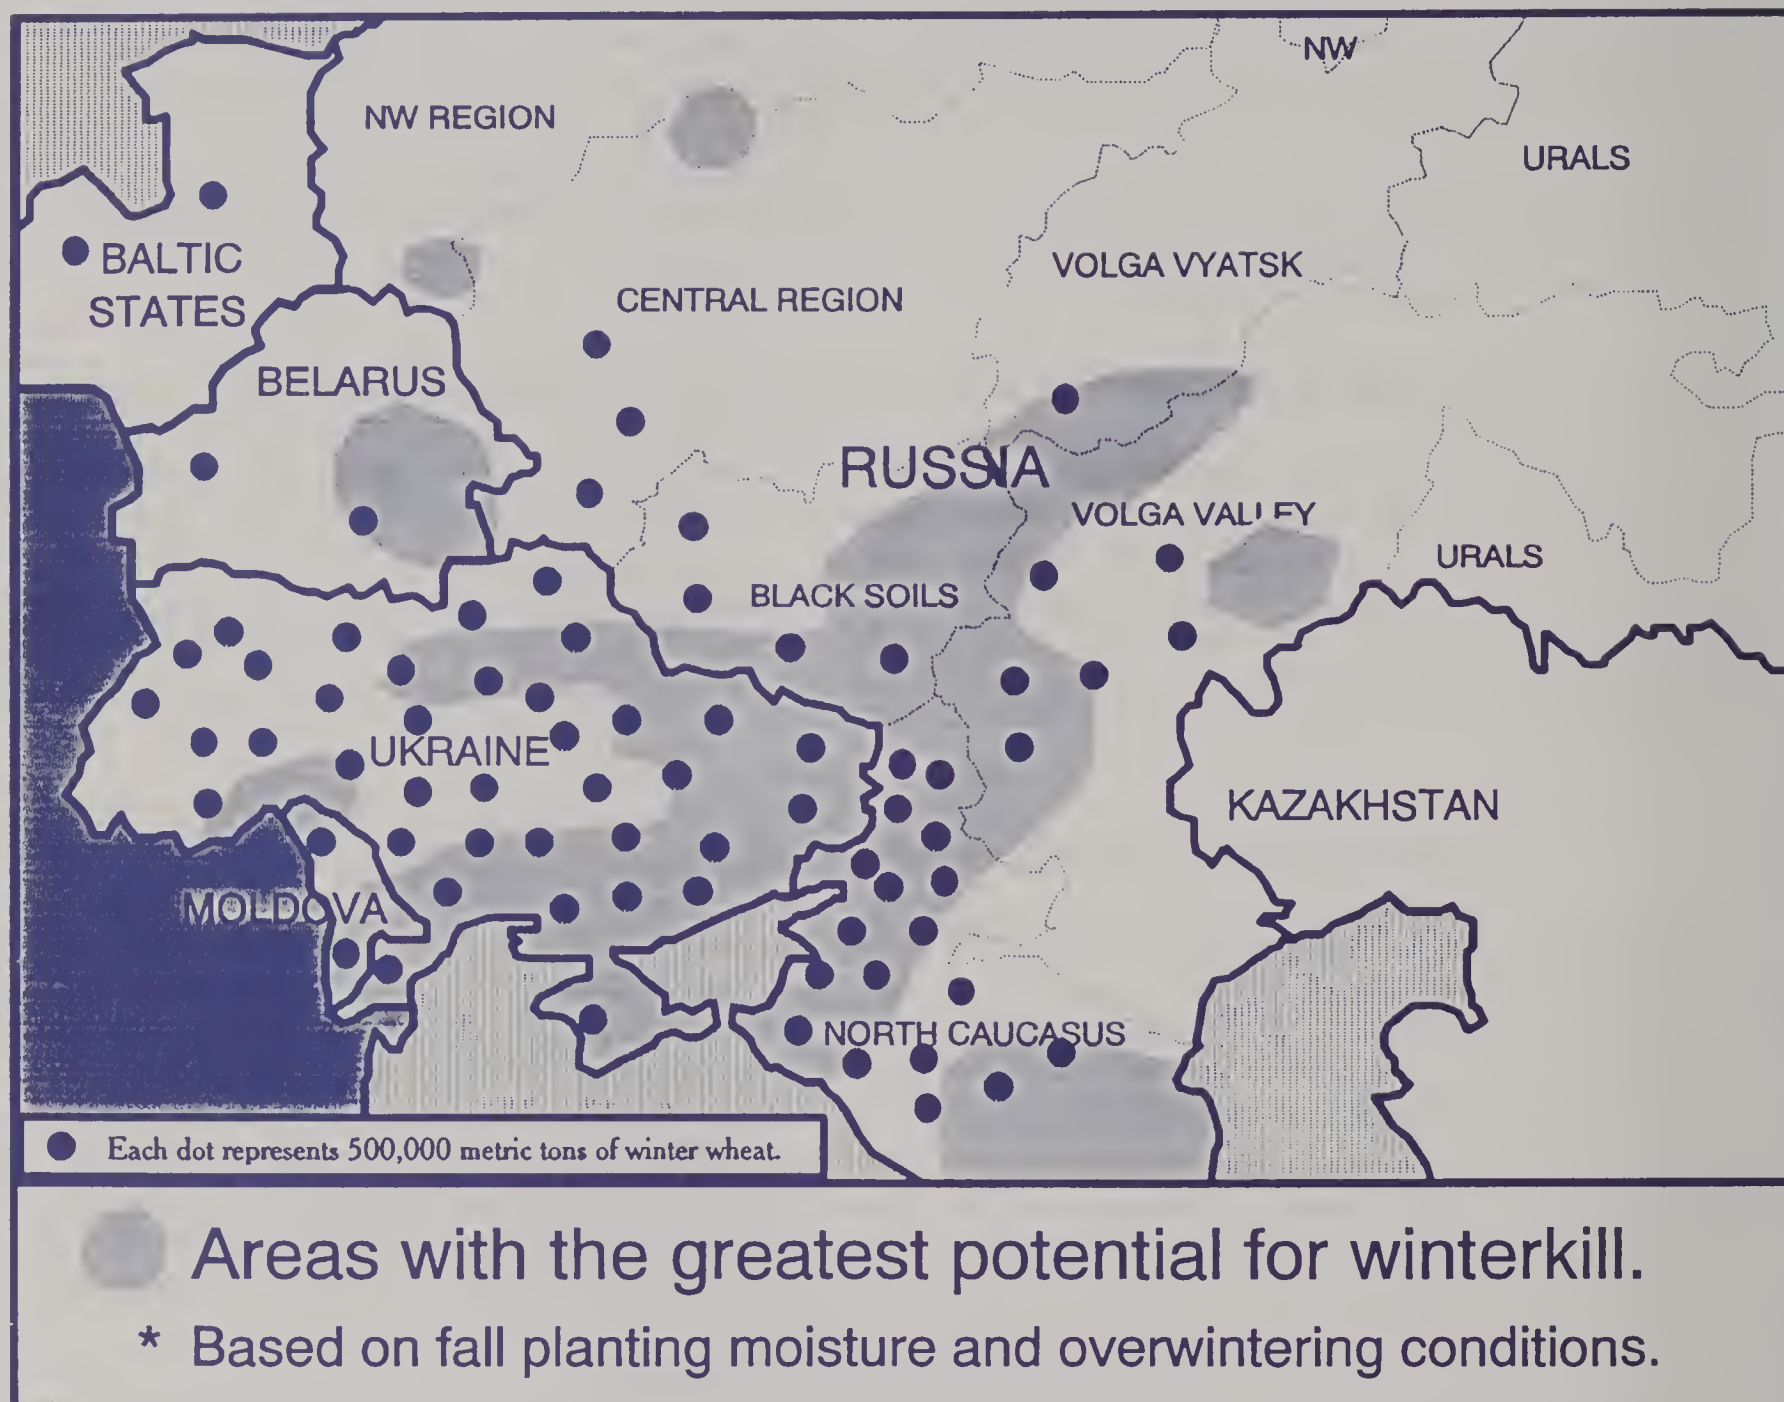 NW
NW REGION
URALS
BALTIC
STATES
VOLGA VYATSK
CENTRAL REGION
BELARUS
RUSSIA
VOLGA VALLEY
URALS
BLACK SOILS
UKRAINE
KAZAKHSTAN
MOLDOVA
NORTH CAUCASUS
Each dot represents 500,000 metric tons of winter wheat.
Areas with the greatest potential for winterkill.
* Based on fall planting moisture and overwintering conditions.